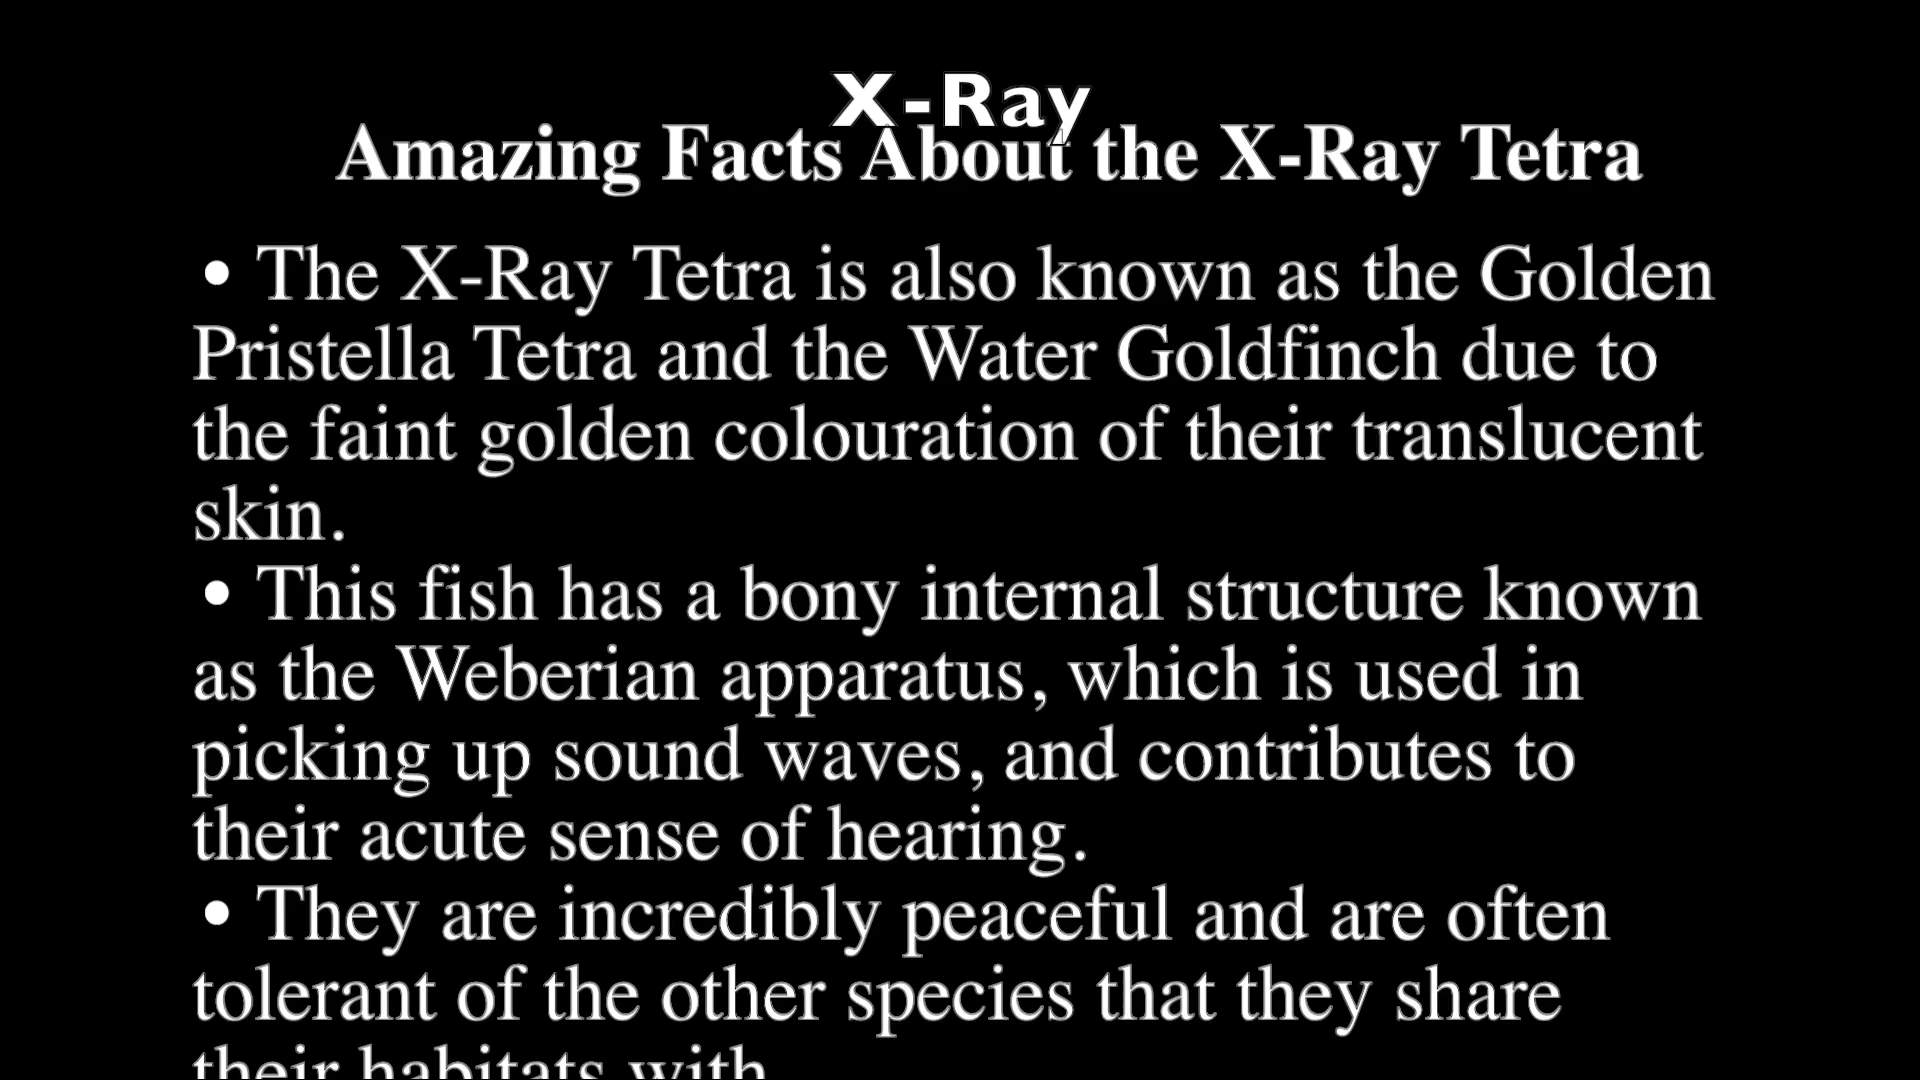 X-Ray
Amazing Facts About the X-Ray Tetra
• The X-Ray Tetra is also known as the Golden
Pristella Tetra and the Water Goldfinch due to
the faint golden colouration of their translucent
skin.
• This fish has a bony internal structure known
as the Weberian apparatus, which is used in
picking up sound waves, and contributes to
their acute sense of hearing.
• They are incredibly peaceful and are often
tolerant of the other species that they share
their habitats with